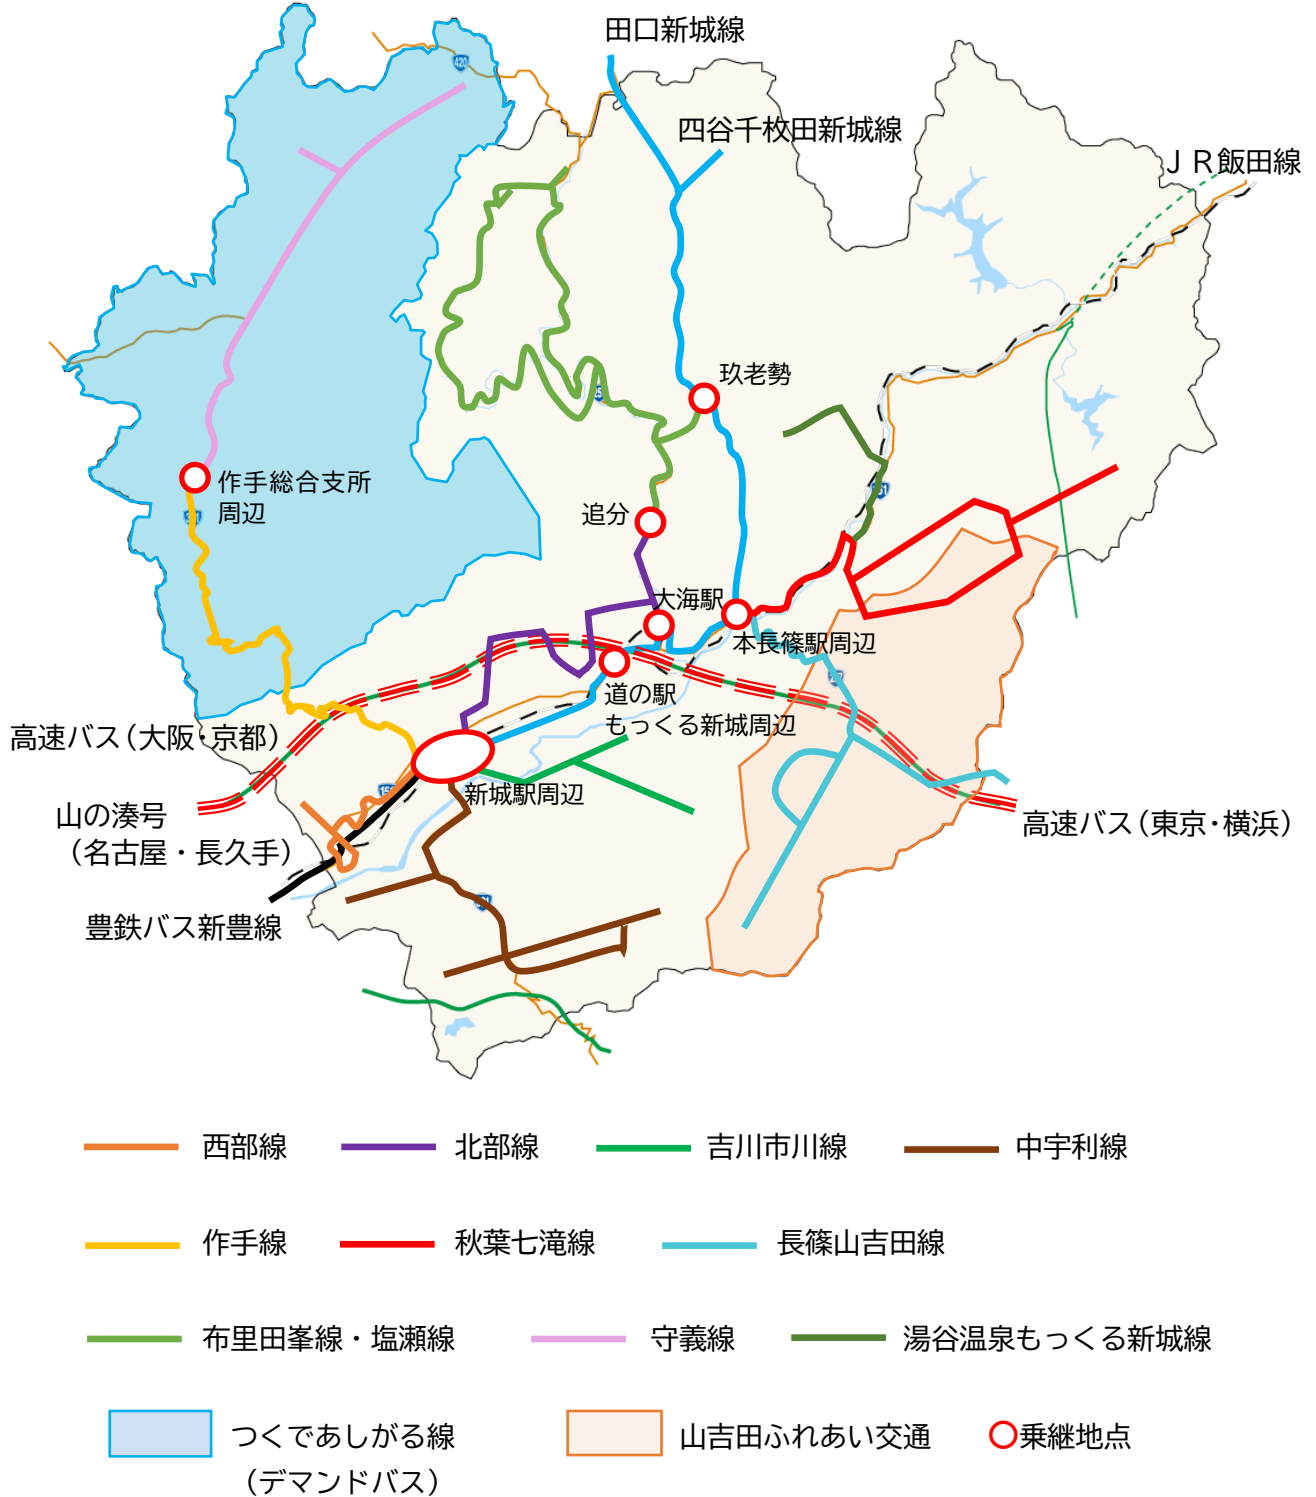 田口新城線
四谷千枚田新城線
ＪＲ飯田線
玖老勢
作手総合支所
周辺
追分
大海駅
本長篠駅周辺
道の駅
もっくる新城周辺
高速バス（大阪・京都）
新城駅周辺
山の湊号
（名古屋・長久手）
高速バス（東京・横浜）
豊鉄バス新豊線
西部線
北部線
吉川市川線
中宇利線
作手線
秋葉七滝線
長篠山吉田線
布里田峯線・塩瀬線
守義線
湯谷温泉もっくる新城線
つくであしがる線
（デマンドバス）
山吉田ふれあい交通
乗継地点
420